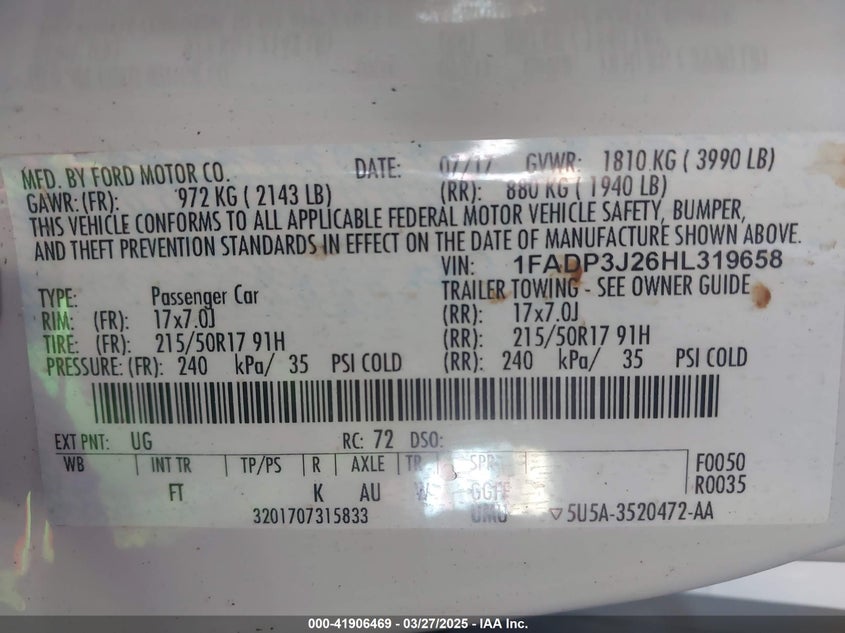 MFD. BY FORD MOTOR CO. DATE: 07/17 GVWR: 1810 KG ( 3990 LB)
GAWR: (FR): 972 KG ( 2143 LB) (RR): 880 KG ( 1940 LB)
THIS VEHICLE CONFORMS TO ALL APPLICABLE FEDERAL MOTOR VEHICLE SAFETY, BUMPER,
AND THEFT PREVENTION STANDARDS IN EFFECT ON THE DATE OF MANUFACTURE SHOWN ABOVE.
VIN: 1FADP3J26HL319658
TYPE: Passenger Car TRAILER TOWING - SEE OWNER GUIDE
RIM: (FR): 17x7.0J (RR): 17x7.0J
TIRE: (FR): 215/50R17 91H (RR): 215/50R17 91H
PRESSURE: (FR): 240 kPa/ 35 PSI COLD (RR): 240 kPa/ 35 PSI COLD
EXT PNT: UG RC: 72 DSO:
WB INT TR TP/PS R AXLE TR SPR F0050
FT K AU W GGFF R0035
3201707315833 UMU ▽5U5A-3520472-AA
000-41906469 - 03/27/2025 - IAA Inc.